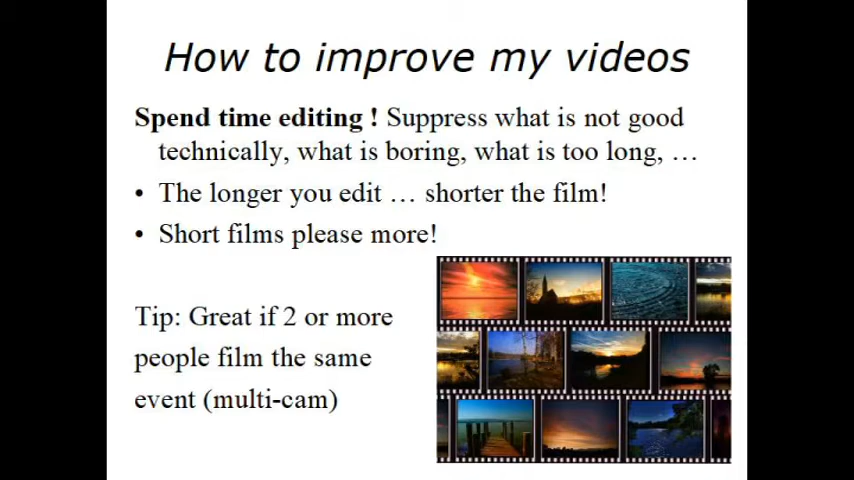 How to improve my videos
Spend time editing ! Suppress what is not good
technically, what is boring, what is too long, …
• The longer you edit … shorter the film!
• Short films please more!
Tip: Great if 2 or more
people film the same
event (multi-cam)